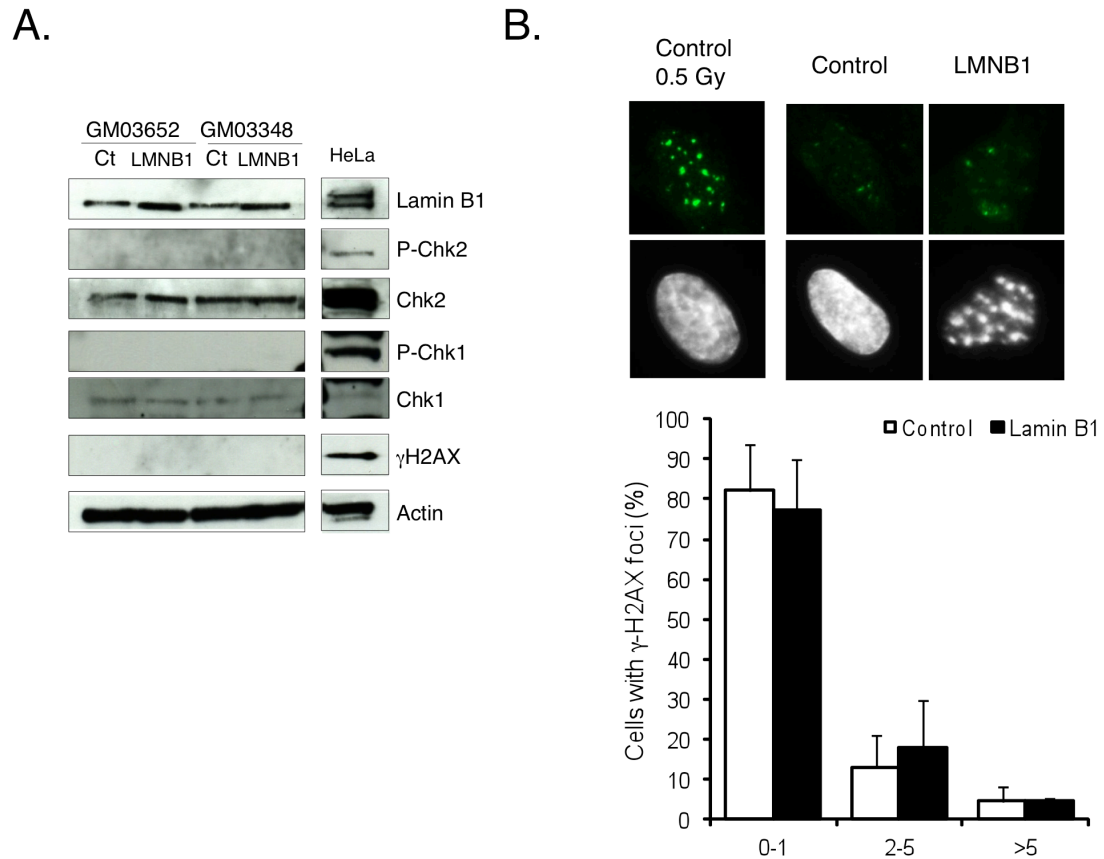 A.
GM03652 GM03348
Ct LMNB1 Ct LMNB1 HeLa
Lamin B1
P-Chk2
Chk2
P-Chk1
Chk1
γH2AX
Actin
B.
Control
0.5 Gy
Control
LMNB1
Control Lamin B1
Cells with γ-H2AX foci (%)
100
90
80
70
60
50
40
30
20
10
0
0-1 2-5 >5